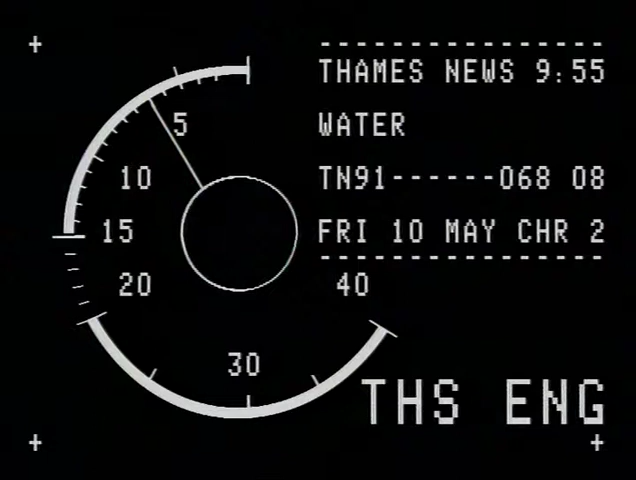 THAMES NEWS 9:55
WATER
TN91------068 08
FRI 10 MAY CHR 2
5
10
15
20
30
40
THS ENG